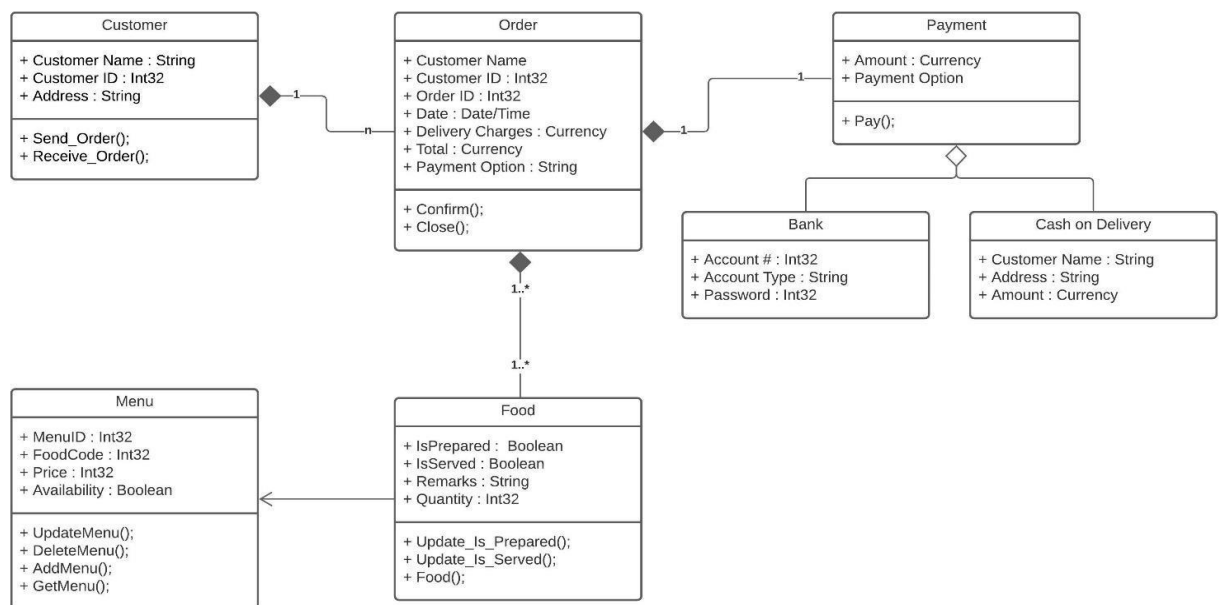 Customer
+ Customer Name : String
+ Customer ID : Int32
+ Address : String
+ Send_Order();
+ Receive_Order();
1
n
Order
+ Customer Name
+ Customer ID : Int32
+ Order ID : Int32
+ Date : Date/Time
+ Delivery Charges : Currency
+ Total : Currency
+ Payment Option : String
+ Confirm();
+ Close();
1
1
Payment
+ Amount : Currency
+ Payment Option
+ Pay();
Bank
+ Account # : Int32
+ Account Type : String
+ Password : Int32
Cash on Delivery
+ Customer Name : String
+ Address : String
+ Amount : Currency
1..*
1..*
Menu
+ MenuID : Int32
+ FoodCode : Int32
+ Price : Int32
+ Availability : Boolean
+ UpdateMenu();
+ DeleteMenu();
+ AddMenu();
+ GetMenu();
Food
+ IsPrepared :  Boolean
+ IsServed : Boolean
+ Remarks : String
+ Quantity : Int32
+ Update_Is_Prepared();
+ Update_Is_Served();
+ Food();